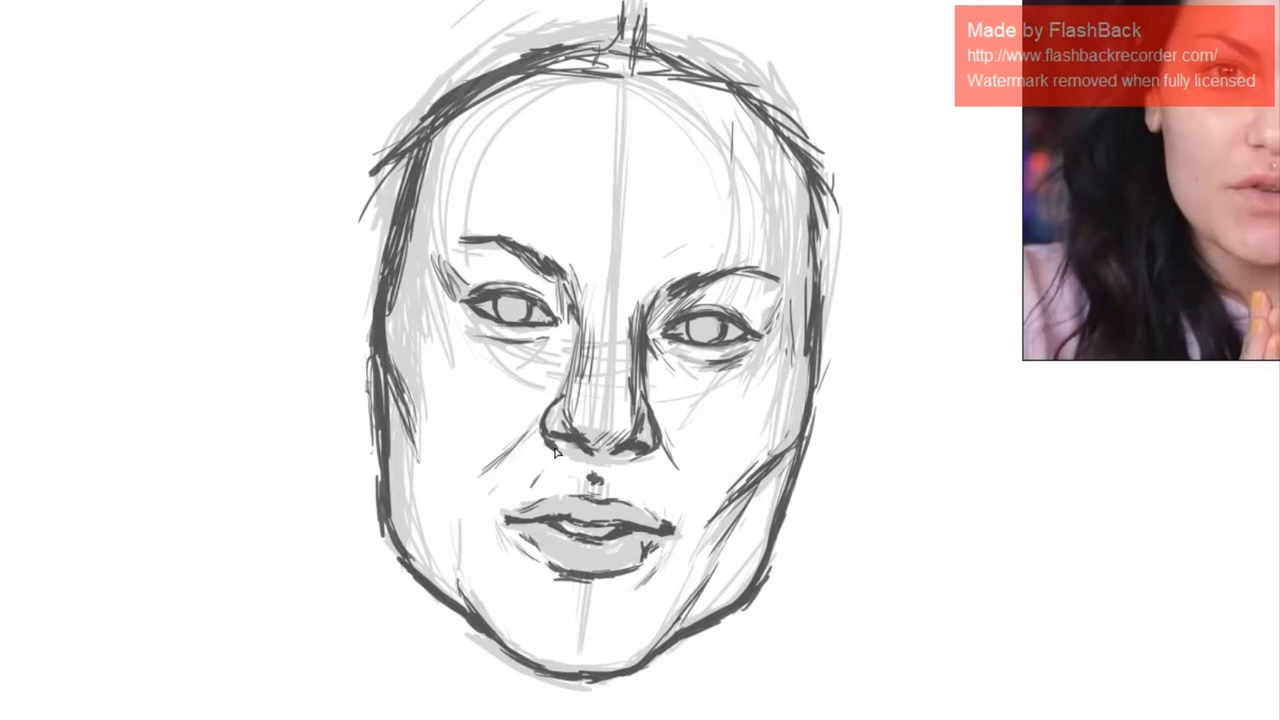 Made by FlashBack
http://www.flashbackrecorder.com/
Watermark removed when fully licensed